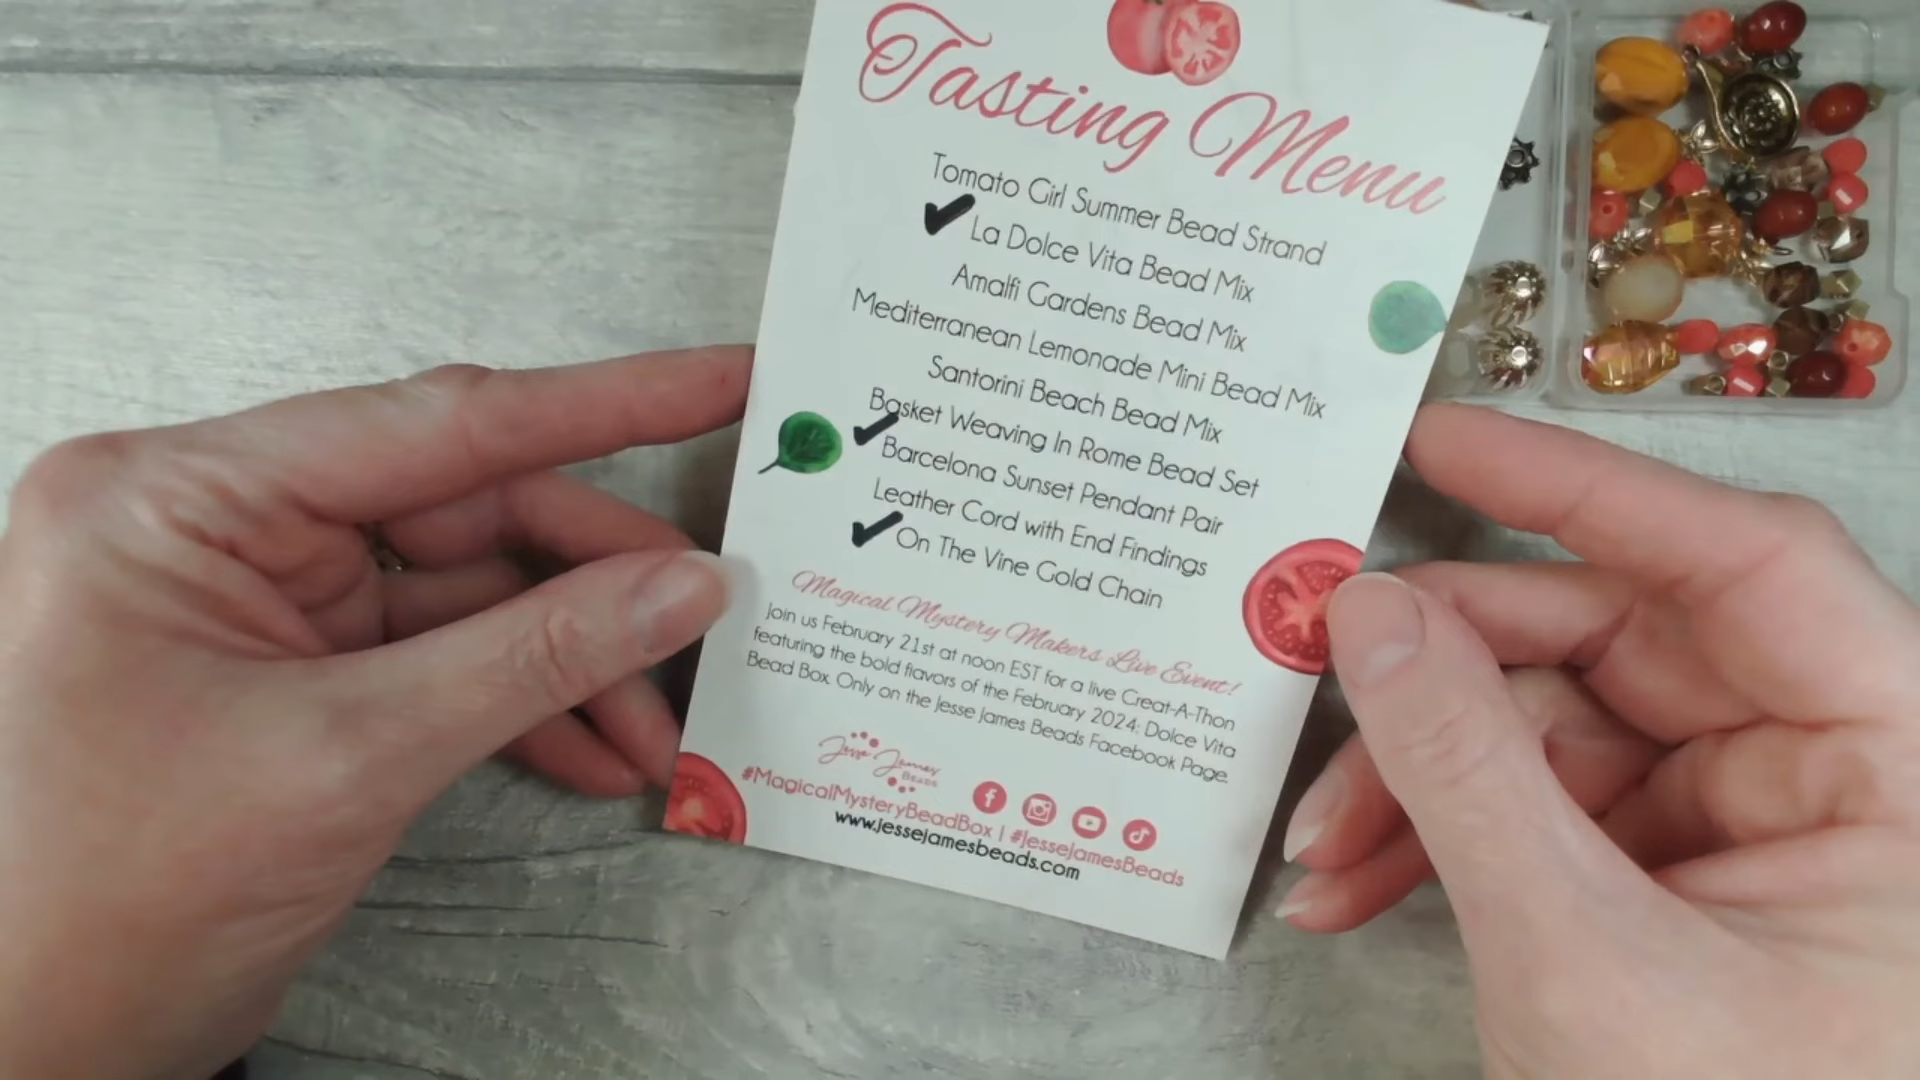 Tasting Menu
Tomato Girl Summer Bead Strand
La Dolce Vita Bead Mix
Amalfi Gardens Bead Mix
Mediterranean Lemonade Mini Bead Mix
Santorini Beach Bead Mix
Basket Weaving In Rome Bead Set
Barcelona Sunset Pendant Pair
Leather Cord with End Findings
On The Vine Gold Chain
Magical Mystery Makers Live Event!
Join us February 21st at noon EST for a live Creat-A-Thon
featuring the bold flavors of the February 2024: Dolce Vita
Bead Box. Only on the Jesse James Beads Facebook Page.
Jesse James
BEADS
#MagicalMysteryBeadBox | #JesseJamesBeads
www.jessejamesbeads.com